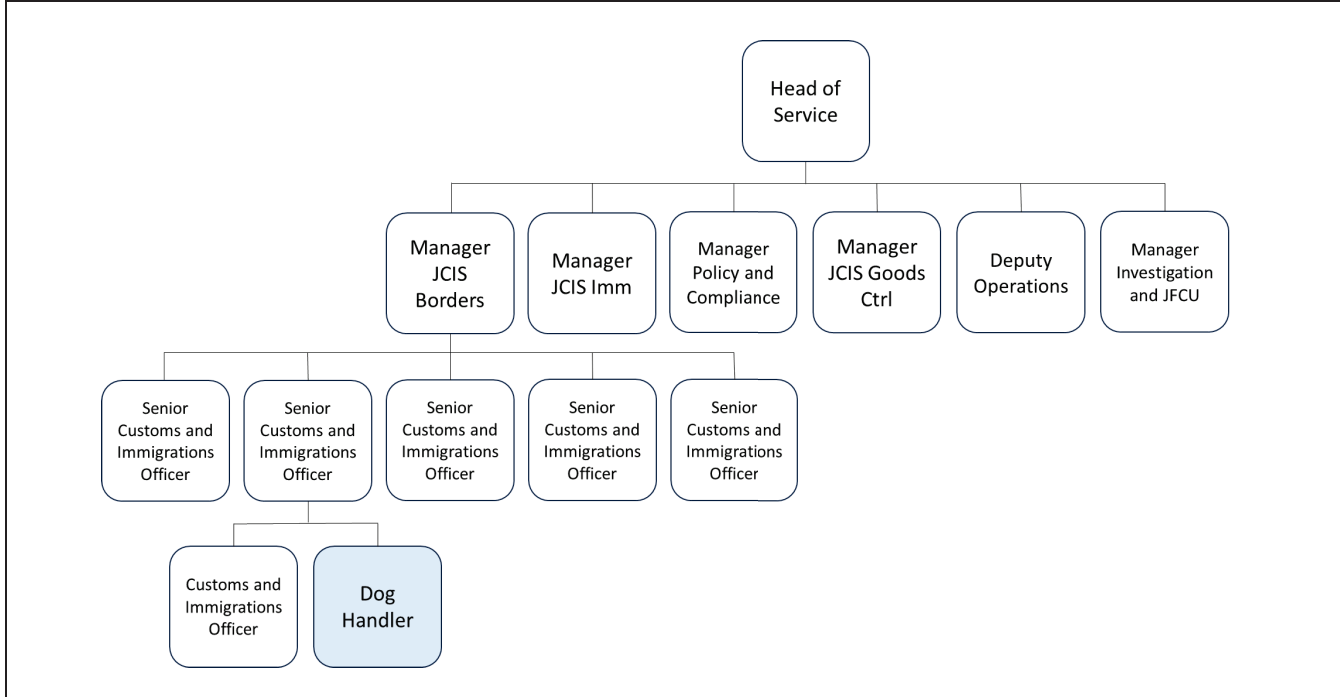 Head of
Service
Manager
JCIS
Borders
Manager
JCIS Imm
Manager
Policy and
Compliance
Manager
JCIS Goods
Ctrl
Deputy
Operations
Manager
Investigation
and JFCU
Senior
Customs and
Immigrations
Officer
Senior
Customs and
Immigrations
Officer
Senior
Customs and
Immigrations
Officer
Senior
Customs and
Immigrations
Officer
Senior
Customs and
Immigrations
Officer
Customs and
Immigrations
Officer
Dog
Handler